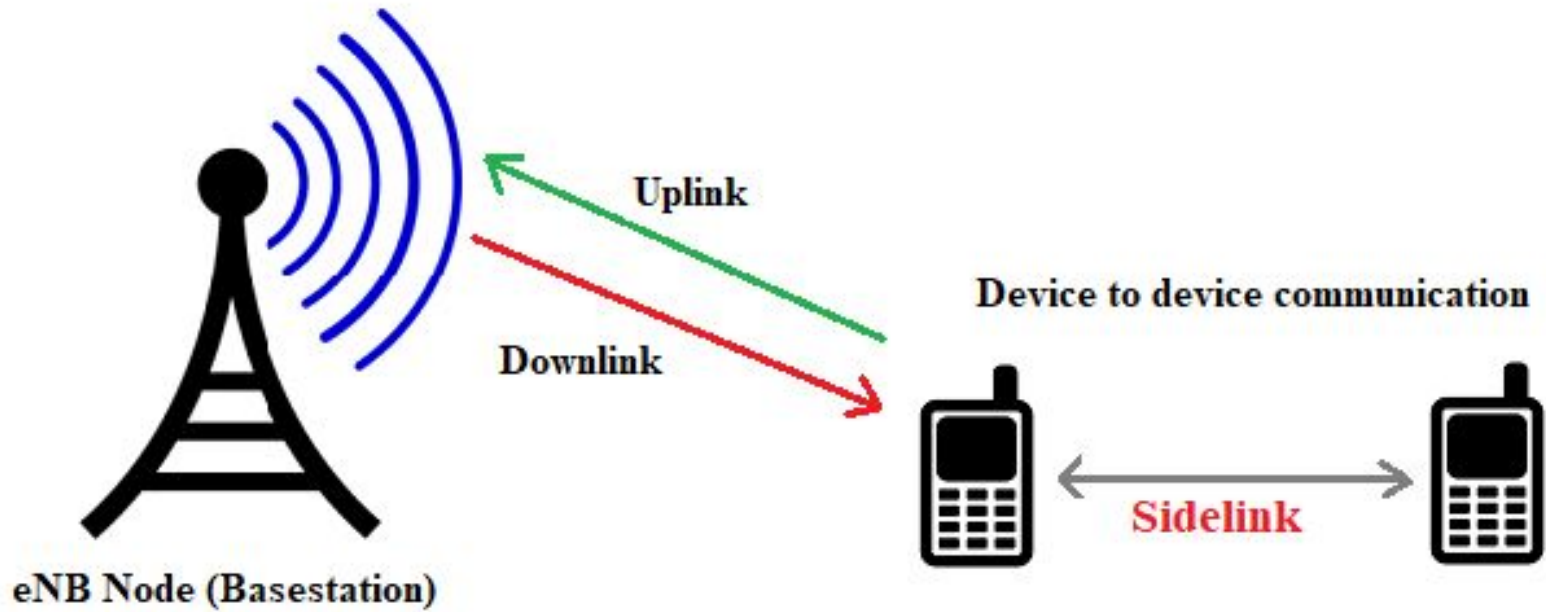 Uplink
Device to device communication
Downlink
Sidelink
eNB Node (Basestation)